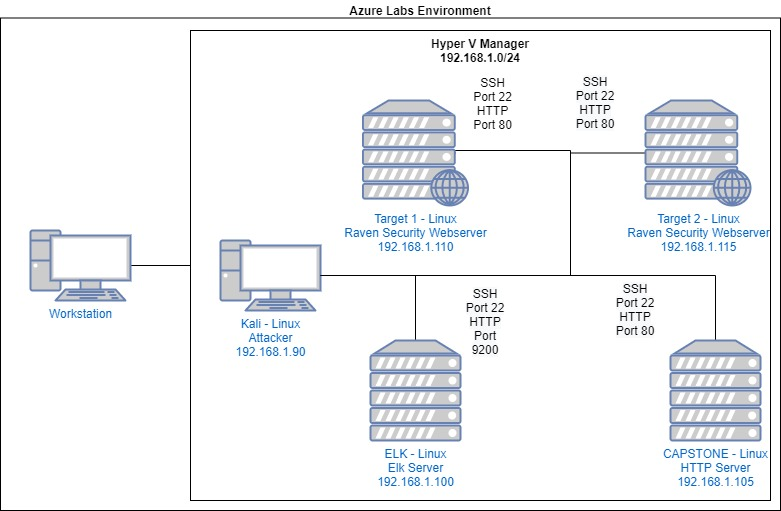 Azure Labs Environment
Hyper V Manager
192.168.1.0/24
SSH
Port 22
HTTP
Port 80
SSH
Port 22
HTTP
Port 80
Target 1 - Linux
Raven Security Webserver
192.168.1.110
Target 2 - Linux
Raven Security Webserver
192.168.1.115
Workstation
Kali - Linux
Attacker
192.168.1.90
SSH
Port 22
HTTP
Port
9200
SSH
Port 22
HTTP
Port 80
ELK - Linux
Elk Server
192.168.1.100
CAPSTONE - Linux
HTTP Server
192.168.1.105